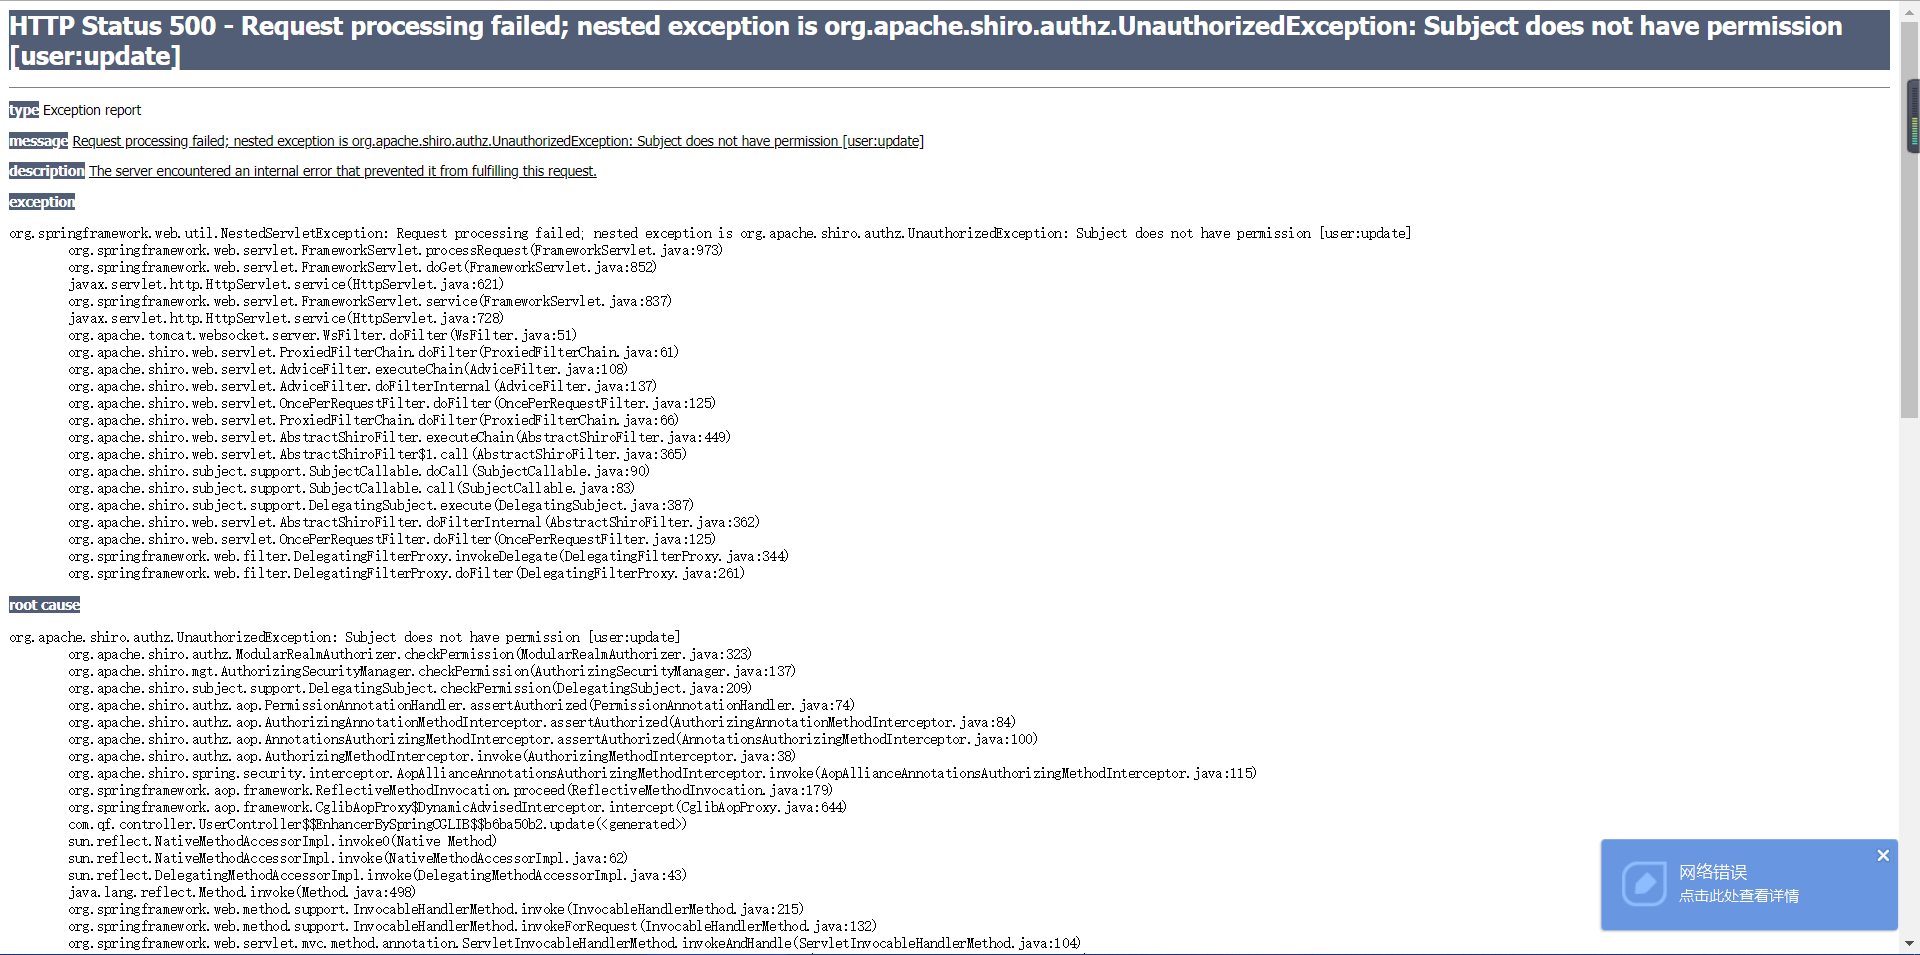 HTTP Status 500 - Request processing failed; nested exception is org.apache.shiro.authz.UnauthorizedException: Subject does not have permission
[user:update]
type Exception report
message Request processing failed; nested exception is org.apache.shiro.authz.UnauthorizedException: Subject does not have permission [user:update]
description The server encountered an internal error that prevented it from fulfilling this request.
exception
org.springframework.web.util.NestedServletException: Request processing failed; nested exception is org.apache.shiro.authz.UnauthorizedException: Subject does not have permission [user:update]
org.springframework.web.servlet.FrameworkServlet.processRequest(FrameworkServlet.java:973)
org.springframework.web.servlet.FrameworkServlet.doGet(FrameworkServlet.java:852)
javax.servlet.http.HttpServlet.service(HttpServlet.java:621)
org.springframework.web.servlet.FrameworkServlet.service(FrameworkServlet.java:837)
javax.servlet.http.HttpServlet.service(HttpServlet.java:728)
org.apache.tomcat.websocket.server.WsFilter.doFilter(WsFilter.java:51)
org.apache.shiro.web.servlet.ProxiedFilterChain.doFilter(ProxiedFilterChain.java:61)
org.apache.shiro.web.servlet.AdviceFilter.executeChain(AdviceFilter.java:108)
org.apache.shiro.web.servlet.AdviceFilter.doFilterInternal(AdviceFilter.java:137)
org.apache.shiro.web.servlet.OncePerRequestFilter.doFilter(OncePerRequestFilter.java:125)
org.apache.shiro.web.servlet.ProxiedFilterChain.doFilter(ProxiedFilterChain.java:66)
org.apache.shiro.web.servlet.AbstractShiroFilter.executeChain(AbstractShiroFilter.java:449)
org.apache.shiro.web.servlet.AbstractShiroFilter$1.call(AbstractShiroFilter.java:365)
org.apache.shiro.subject.support.SubjectCallable.doCall(SubjectCallable.java:90)
org.apache.shiro.subject.support.SubjectCallable.call(SubjectCallable.java:83)
org.apache.shiro.subject.support.DelegatingSubject.execute(DelegatingSubject.java:387)
org.apache.shiro.web.servlet.AbstractShiroFilter.doFilterInternal(AbstractShiroFilter.java:362)
org.apache.shiro.web.servlet.OncePerRequestFilter.doFilter(OncePerRequestFilter.java:125)
org.springframework.web.filter.DelegatingFilterProxy.invokeDelegate(DelegatingFilterProxy.java:344)
org.springframework.web.filter.DelegatingFilterProxy.doFilter(DelegatingFilterProxy.java:261)
root cause
org.apache.shiro.authz.UnauthorizedException: Subject does not have permission [user:update]
org.apache.shiro.authz.ModularRealmAuthorizer.checkPermission(ModularRealmAuthorizer.java:323)
org.apache.shiro.mgt.AuthorizingSecurityManager.checkPermission(AuthorizingSecurityManager.java:137)
org.apache.shiro.subject.support.DelegatingSubject.checkPermission(DelegatingSubject.java:209)
org.apache.shiro.authz.aop.PermissionAnnotationHandler.assertAuthorized(PermissionAnnotationHandler.java:74)
org.apache.shiro.authz.aop.AuthorizingAnnotationMethodInterceptor.assertAuthorized(AuthorizingAnnotationMethodInterceptor.java:84)
org.apache.shiro.authz.aop.AnnotationsAuthorizingMethodInterceptor.assertAuthorized(AnnotationsAuthorizingMethodInterceptor.java:100)
org.apache.shiro.authz.aop.AuthorizingMethodInterceptor.invoke(AuthorizingMethodInterceptor.java:38)
org.apache.shiro.spring.security.interceptor.AopAllianceAnnotationsAuthorizingMethodInterceptor.invoke(AopAllianceAnnotationsAuthorizingMethodInterceptor.java:115)
org.springframework.aop.framework.ReflectiveMethodInvocation.proceed(ReflectiveMethodInvocation.java:179)
org.springframework.aop.framework.CglibAopProxy$DynamicAdvisedInterceptor.intercept(CglibAopProxy.java:644)
com.qf.controller.UserController$$EnhancerBySpringCGLIB$$b6ba50b2.update(<generated>)
sun.reflect.NativeMethodAccessorImpl.invoke0(Native Method)
sun.reflect.NativeMethodAccessorImpl.invoke(NativeMethodAccessorImpl.java:62)
sun.reflect.DelegatingMethodAccessorImpl.invoke(DelegatingMethodAccessorImpl.java:43)
java.lang.reflect.Method.invoke(Method.java:498)
org.springframework.web.method.support.InvocableHandlerMethod.invoke(InvocableHandlerMethod.java:215)
org.springframework.web.method.support.InvocableHandlerMethod.invokeForRequest(InvocableHandlerMethod.java:132)
org.springframework.web.servlet.mvc.method.annotation.ServletInvocableHandlerMethod.invokeAndHandle(ServletInvocableHandlerMethod.java:104)
网络错误
点击此处查看详情